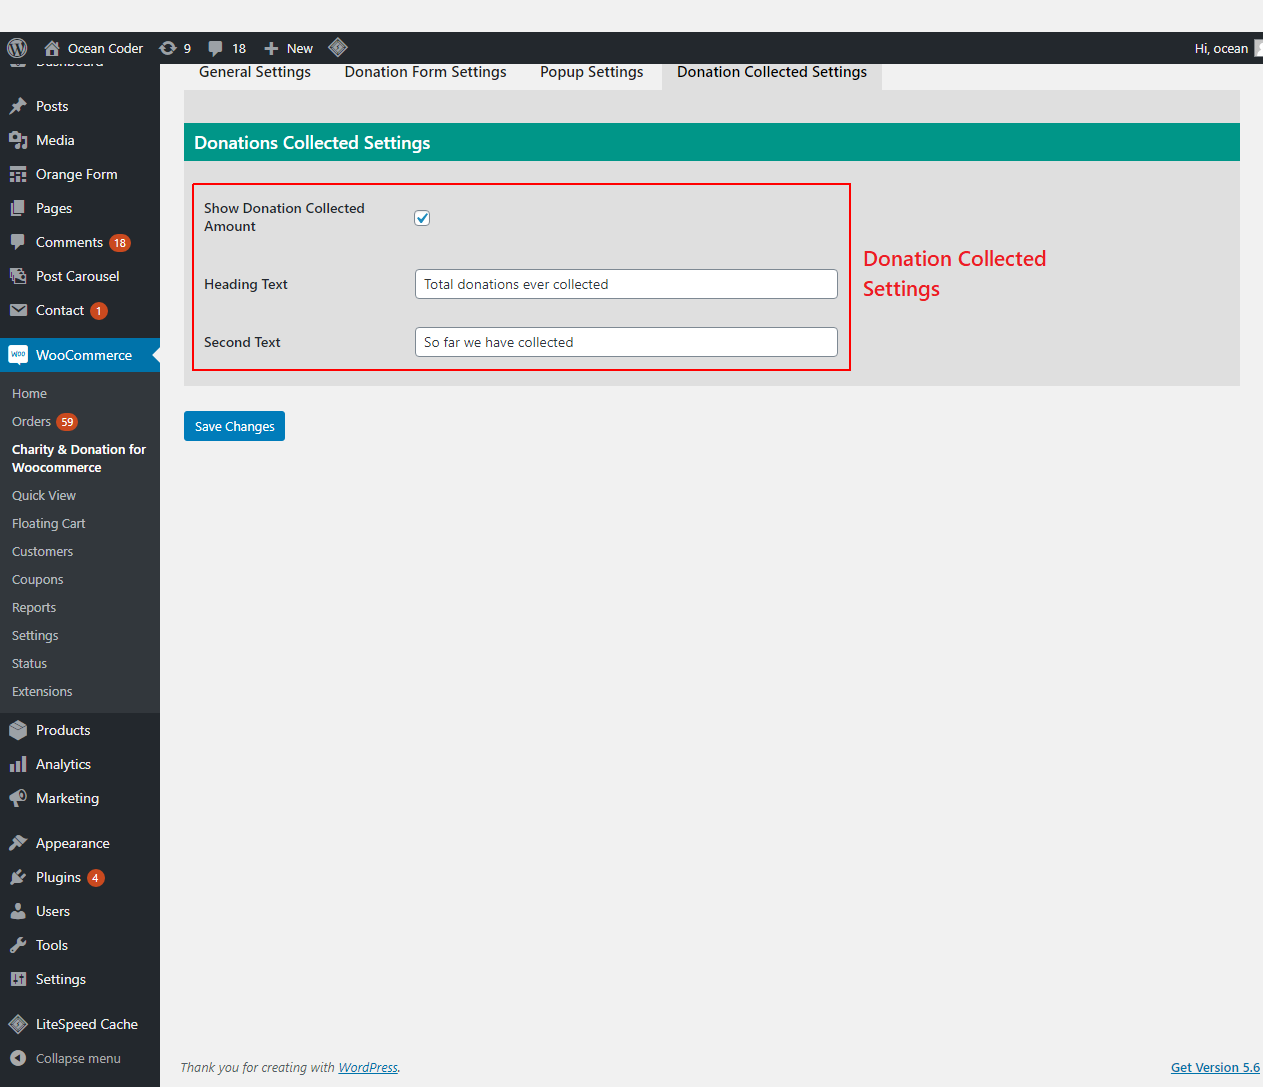 Ocean Coder 9 18 New Hi, ocean
Dashboard
General Settings Donation Form Settings Popup Settings Donation Collected Settings
Posts
Media
Orange Form
Pages
Comments 18
Post Carousel
Contact 1
Woo WooCommerce
Home
Orders 59
Charity & Donation for
Woocommerce
Quick View
Floating Cart
Customers
Coupons
Reports
Settings
Status
Extensions
Products
Analytics
Marketing
Appearance
Plugins 4
Users
Tools
Settings
LiteSpeed Cache
Collapse menu
Donations Collected Settings
Show Donation Collected
Amount
Heading Text Total donations ever collected
Second Text So far we have collected
Donation Collected
Settings
Save Changes
Thank you for creating with WordPress.
Get Version 5.6